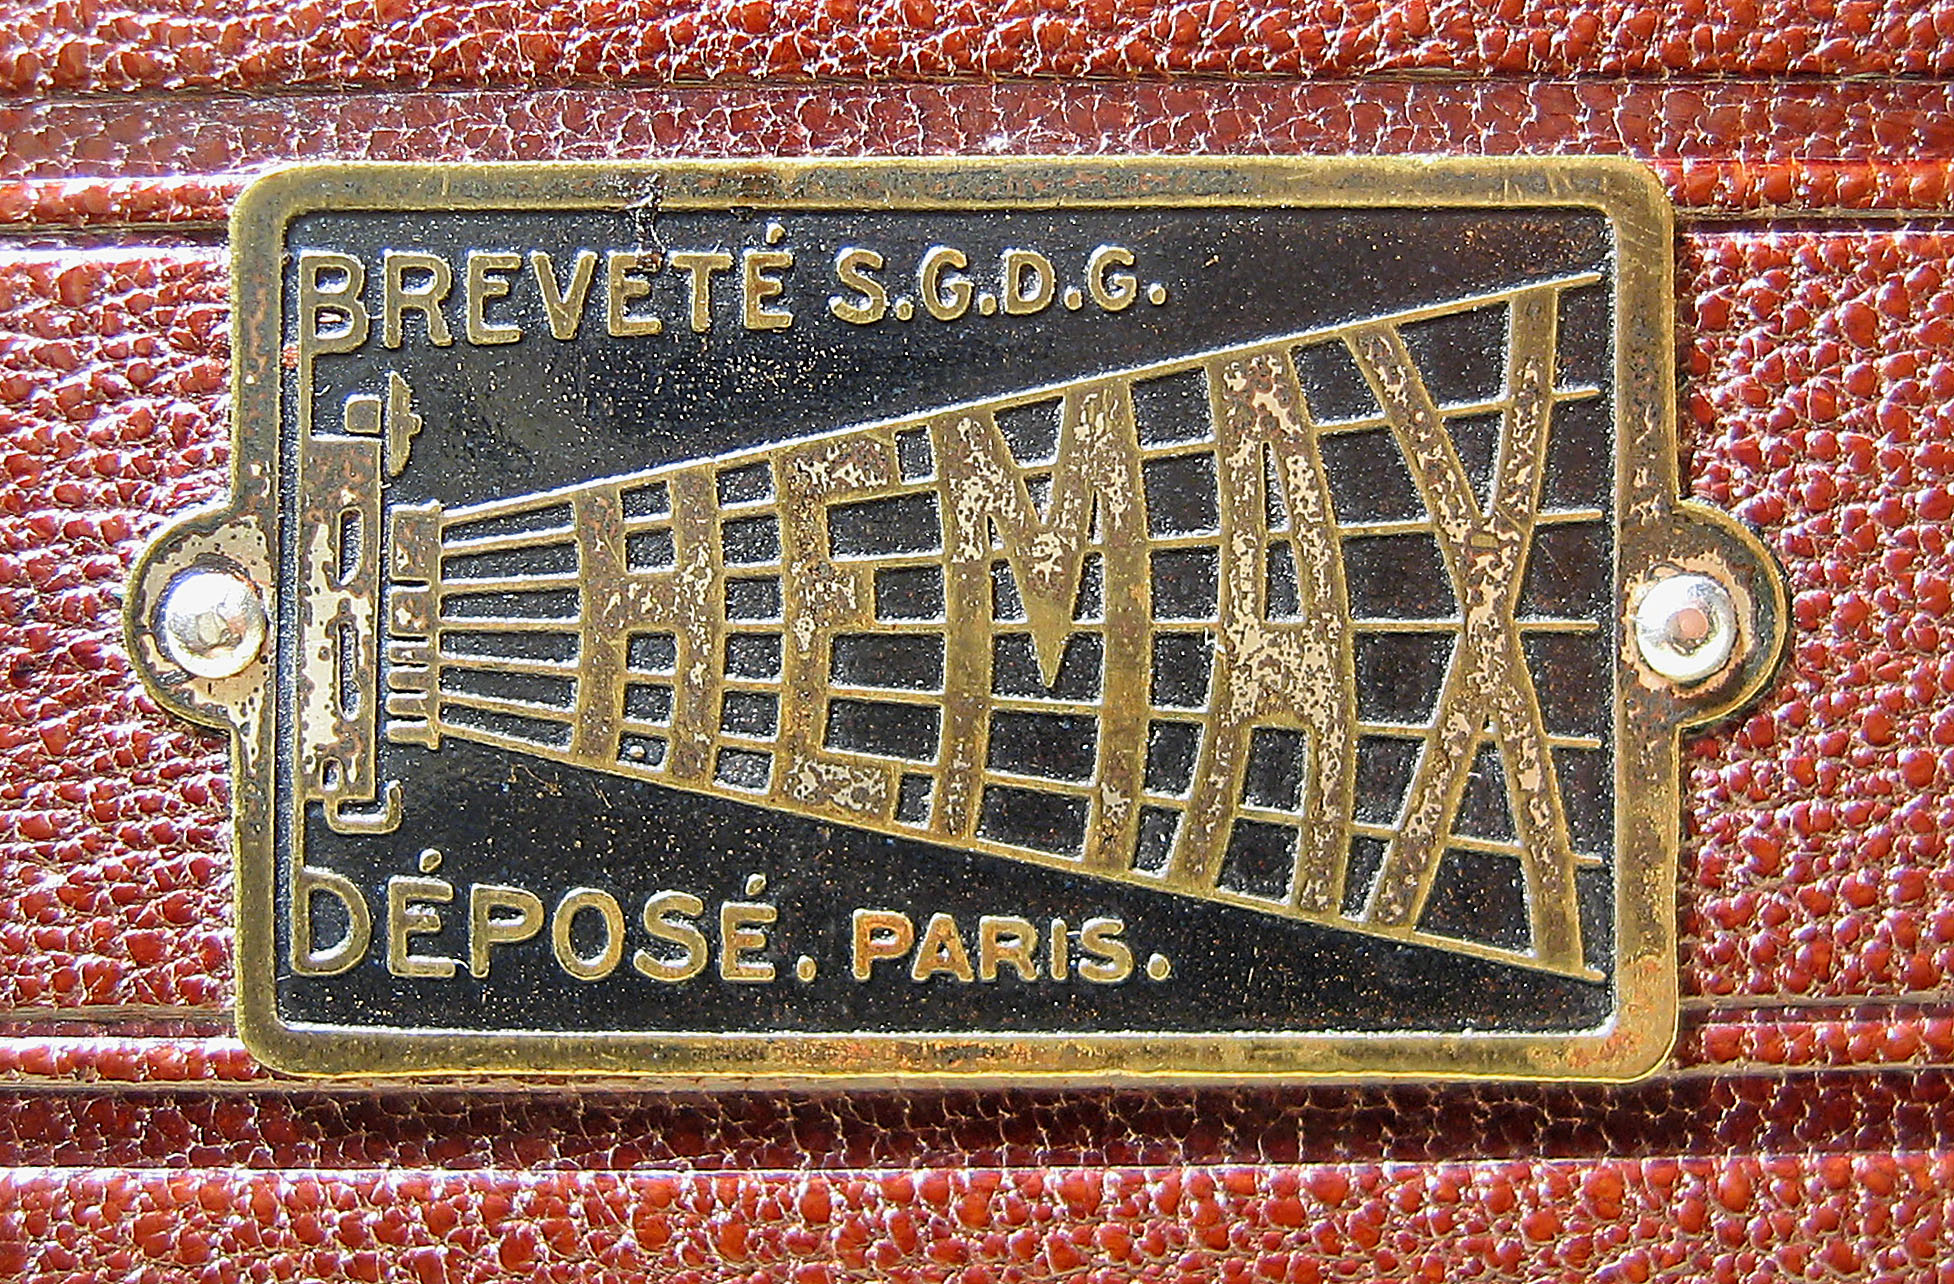 BREVETÉ S.G.D.G.
HEMAX
DÉPOSÉ. PARIS.